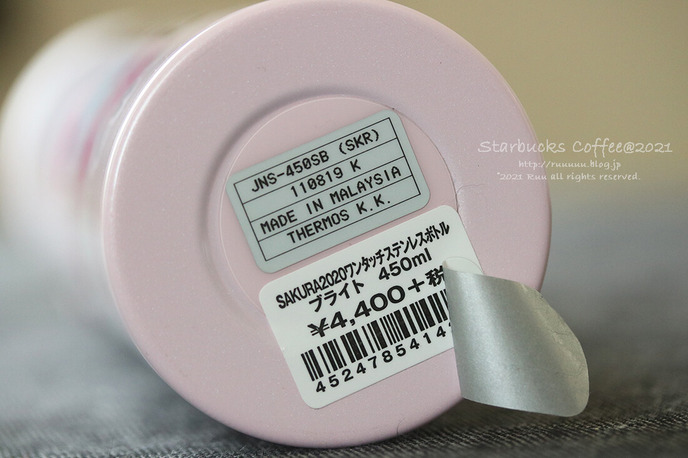 JNS-450SB (SKR)
110819 K
MADE IN MALAYSIA
THERMOS K.K.
SAKURA2020ワンタッチステンレスボトル
ブライト 450ml
¥4,400+税
4524785414
Starbucks Coffee@2021
http://ruuuuu.blog.jp
*2021 Ruu all rights reserved.